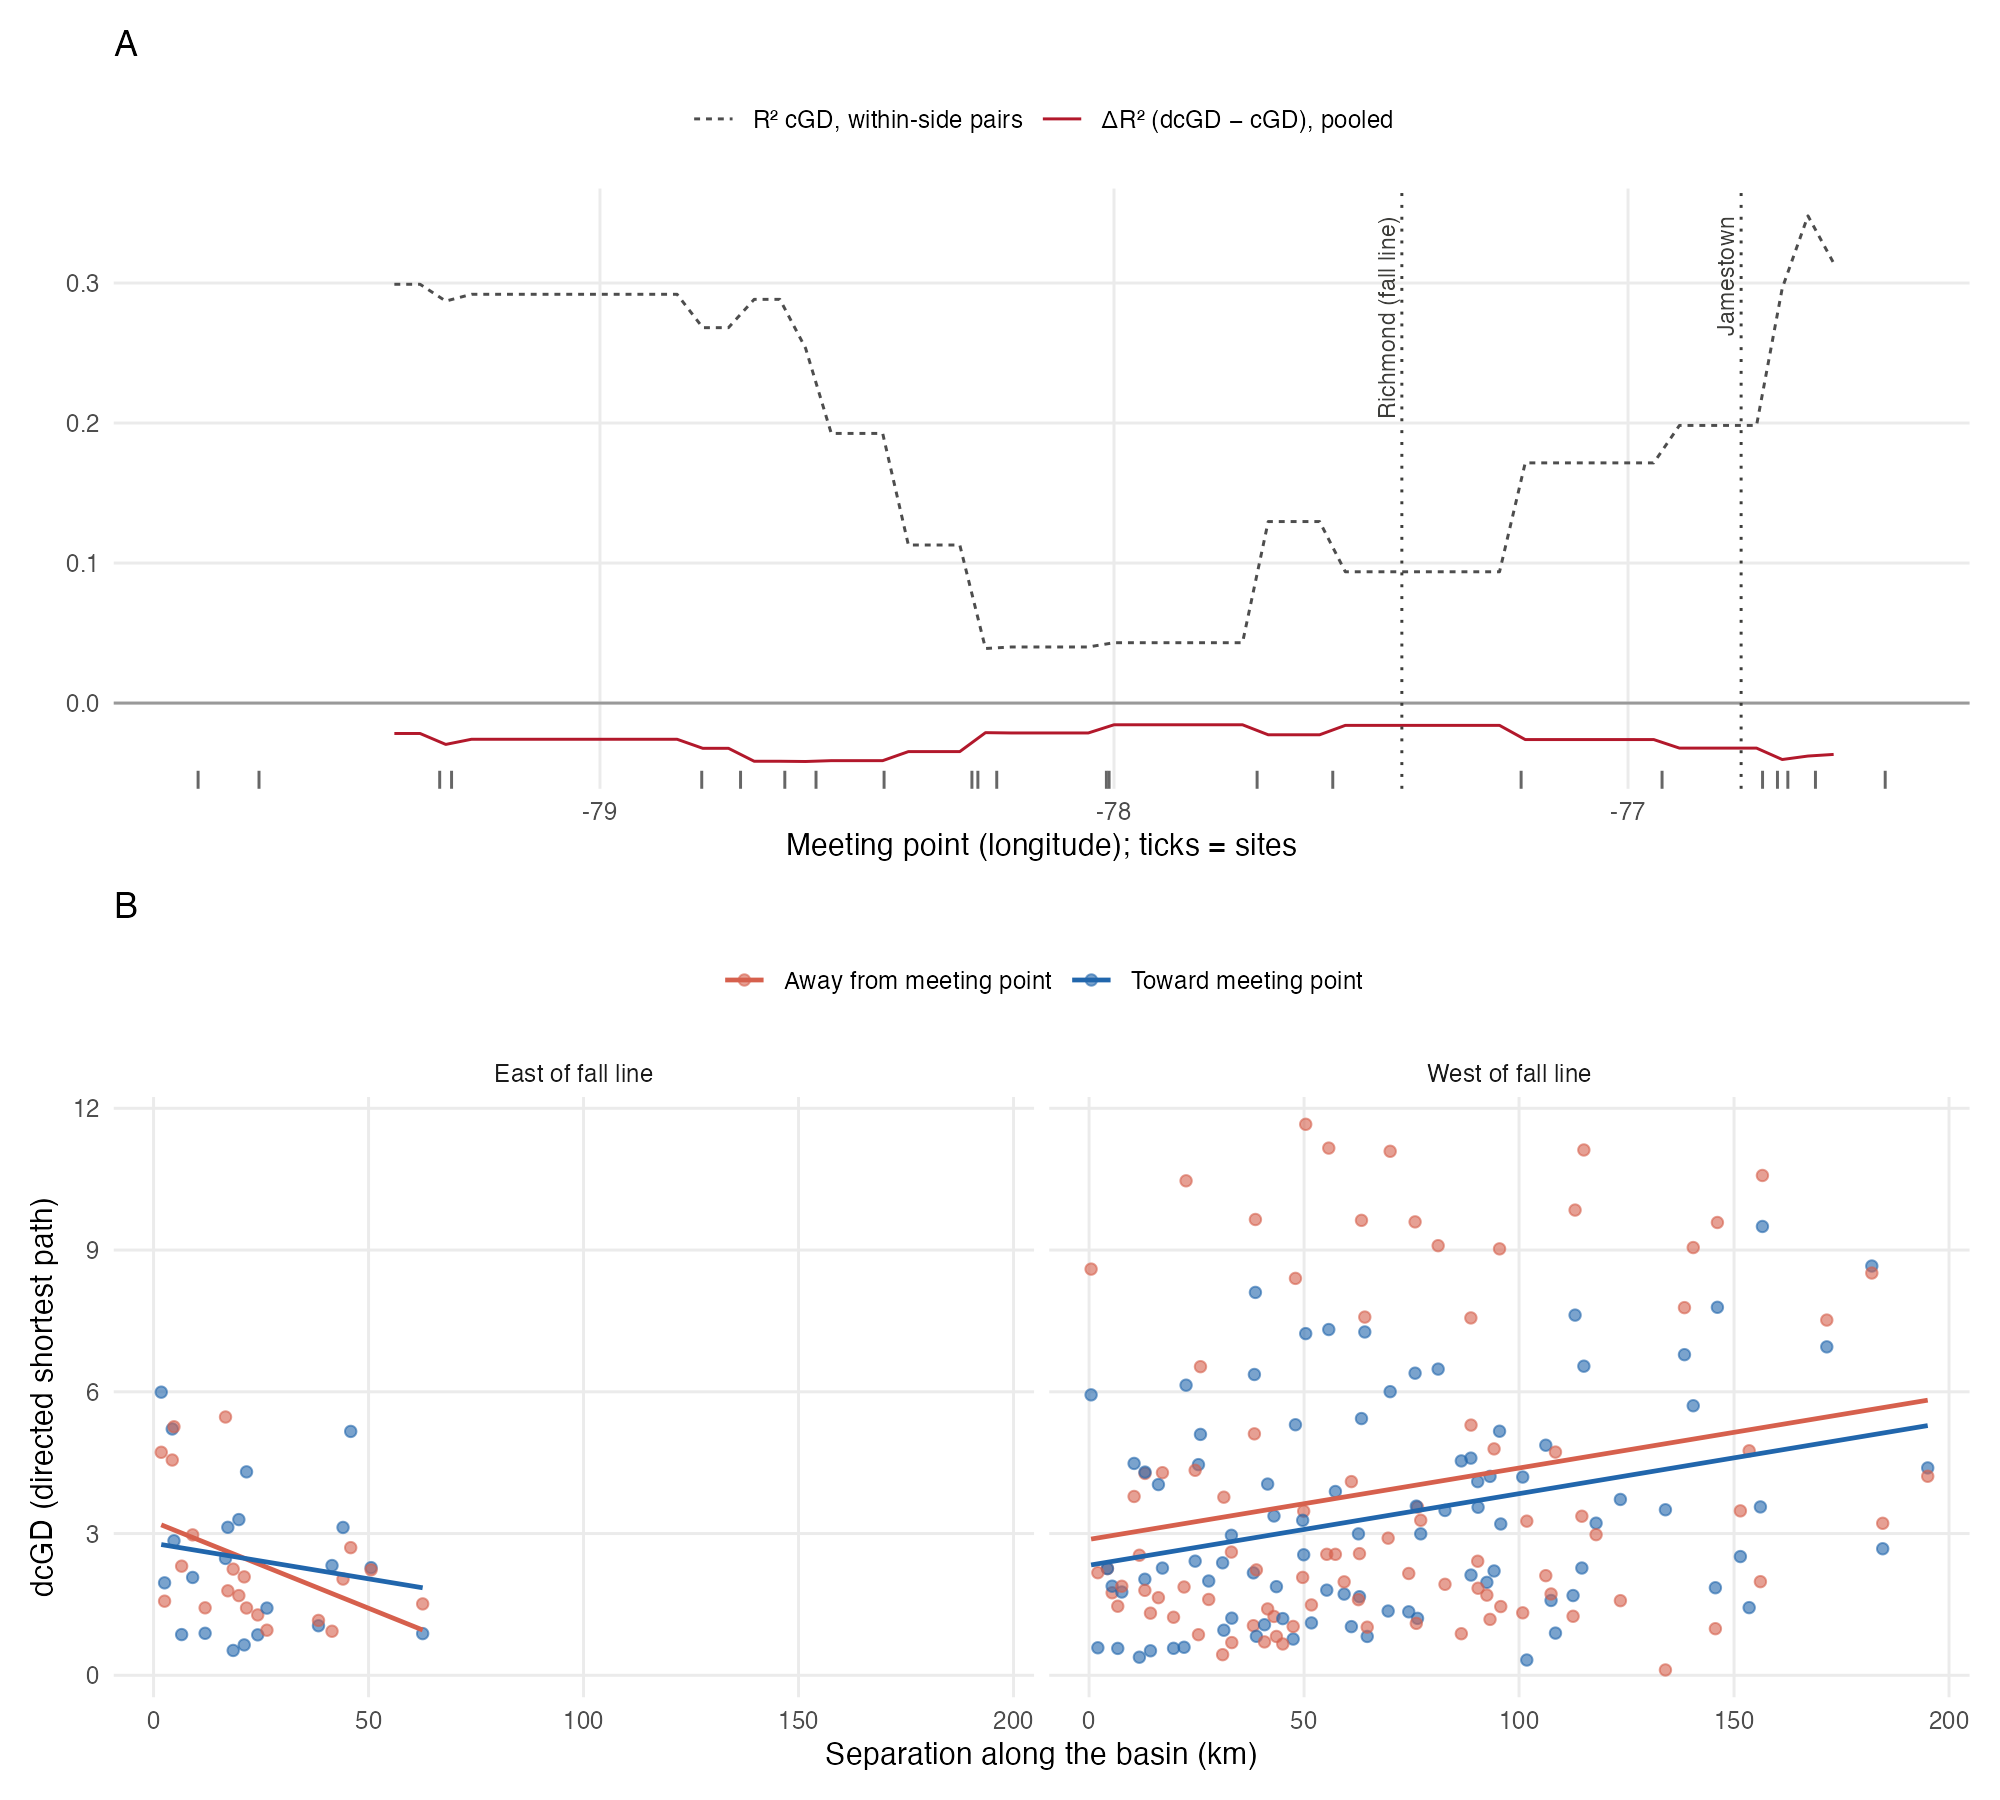 A
R² cGD, within-side pairs
ΔR² (dcGD − cGD), pooled
0.3
0.2
0.1
0.0
Richmond (fall line)
Jamestown
-79
-78
-77
Meeting point (longitude); ticks = sites
B
Away from meeting point
Toward meeting point
East of fall line
West of fall line
dcGD (directed shortest path)
12
9
6
3
0
0 50 100 150 200
0 50 100 150 200
Separation along the basin (km)